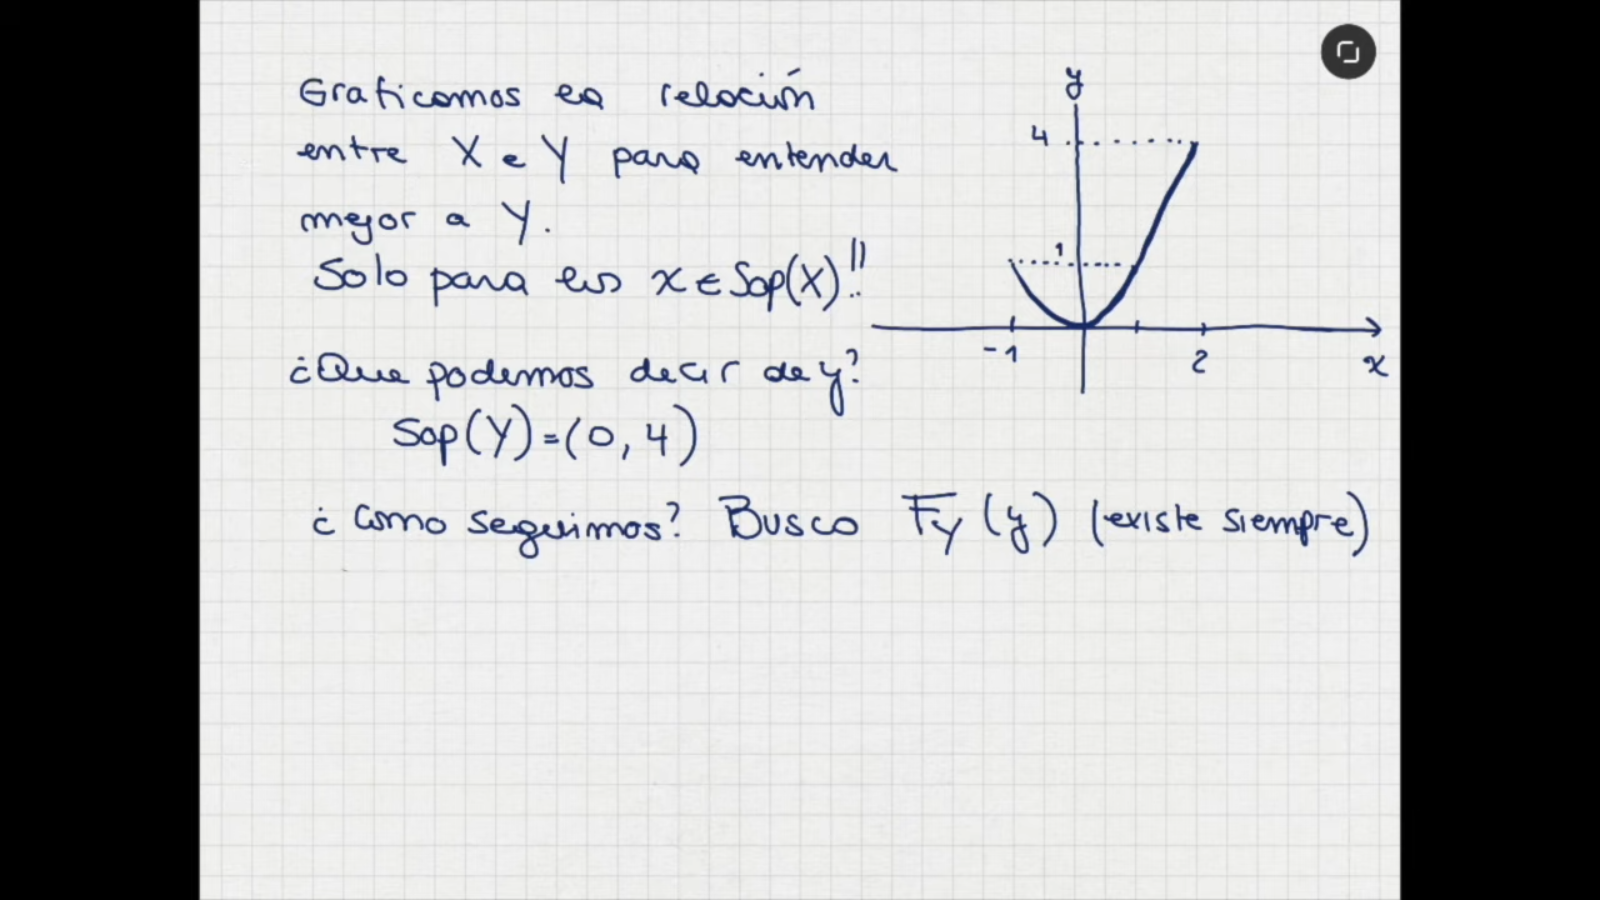 Graficamos la relación
entre X e Y para entender
mejor a Y.
Solo para los x ∈ Sop(X)!!
¿Que podemos decir de y?
Sop(Y)=(0,4)
¿como seguimos? Busco F_Y(y) (existe siempre)
y
4
1
-1
2
x